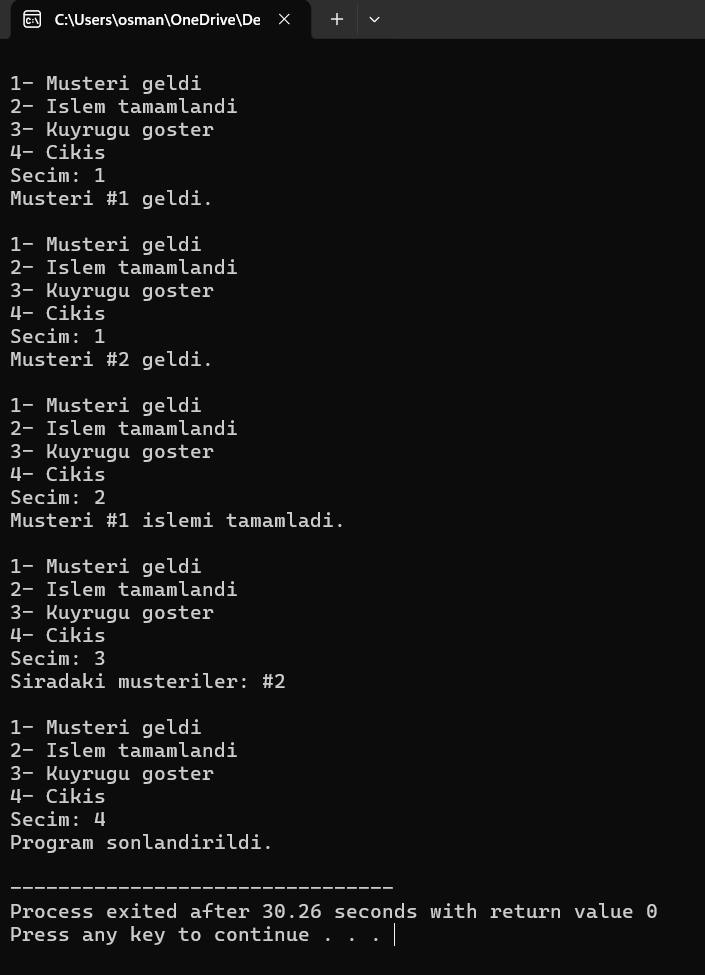 C:\Users\osman\OneDrive\De
1- Musteri geldi
2- Islem tamamlandi
3- Kuyrugu goster
4- Cikis
Secim: 1
Musteri #1 geldi.
1- Musteri geldi
2- Islem tamamlandi
3- Kuyrugu goster
4- Cikis
Secim: 1
Musteri #2 geldi.
1- Musteri geldi
2- Islem tamamlandi
3- Kuyrugu goster
4- Cikis
Secim: 2
Musteri #1 islemi tamamladi.
1- Musteri geldi
2- Islem tamamlandi
3- Kuyrugu goster
4- Cikis
Secim: 3
Siradaki musteriler: #2
1- Musteri geldi
2- Islem tamamlandi
3- Kuyrugu goster
4- Cikis
Secim: 4
Program sonlandirildi.
--------------------------------
Process exited after 30.26 seconds with return value 0
Press any key to continue . . .